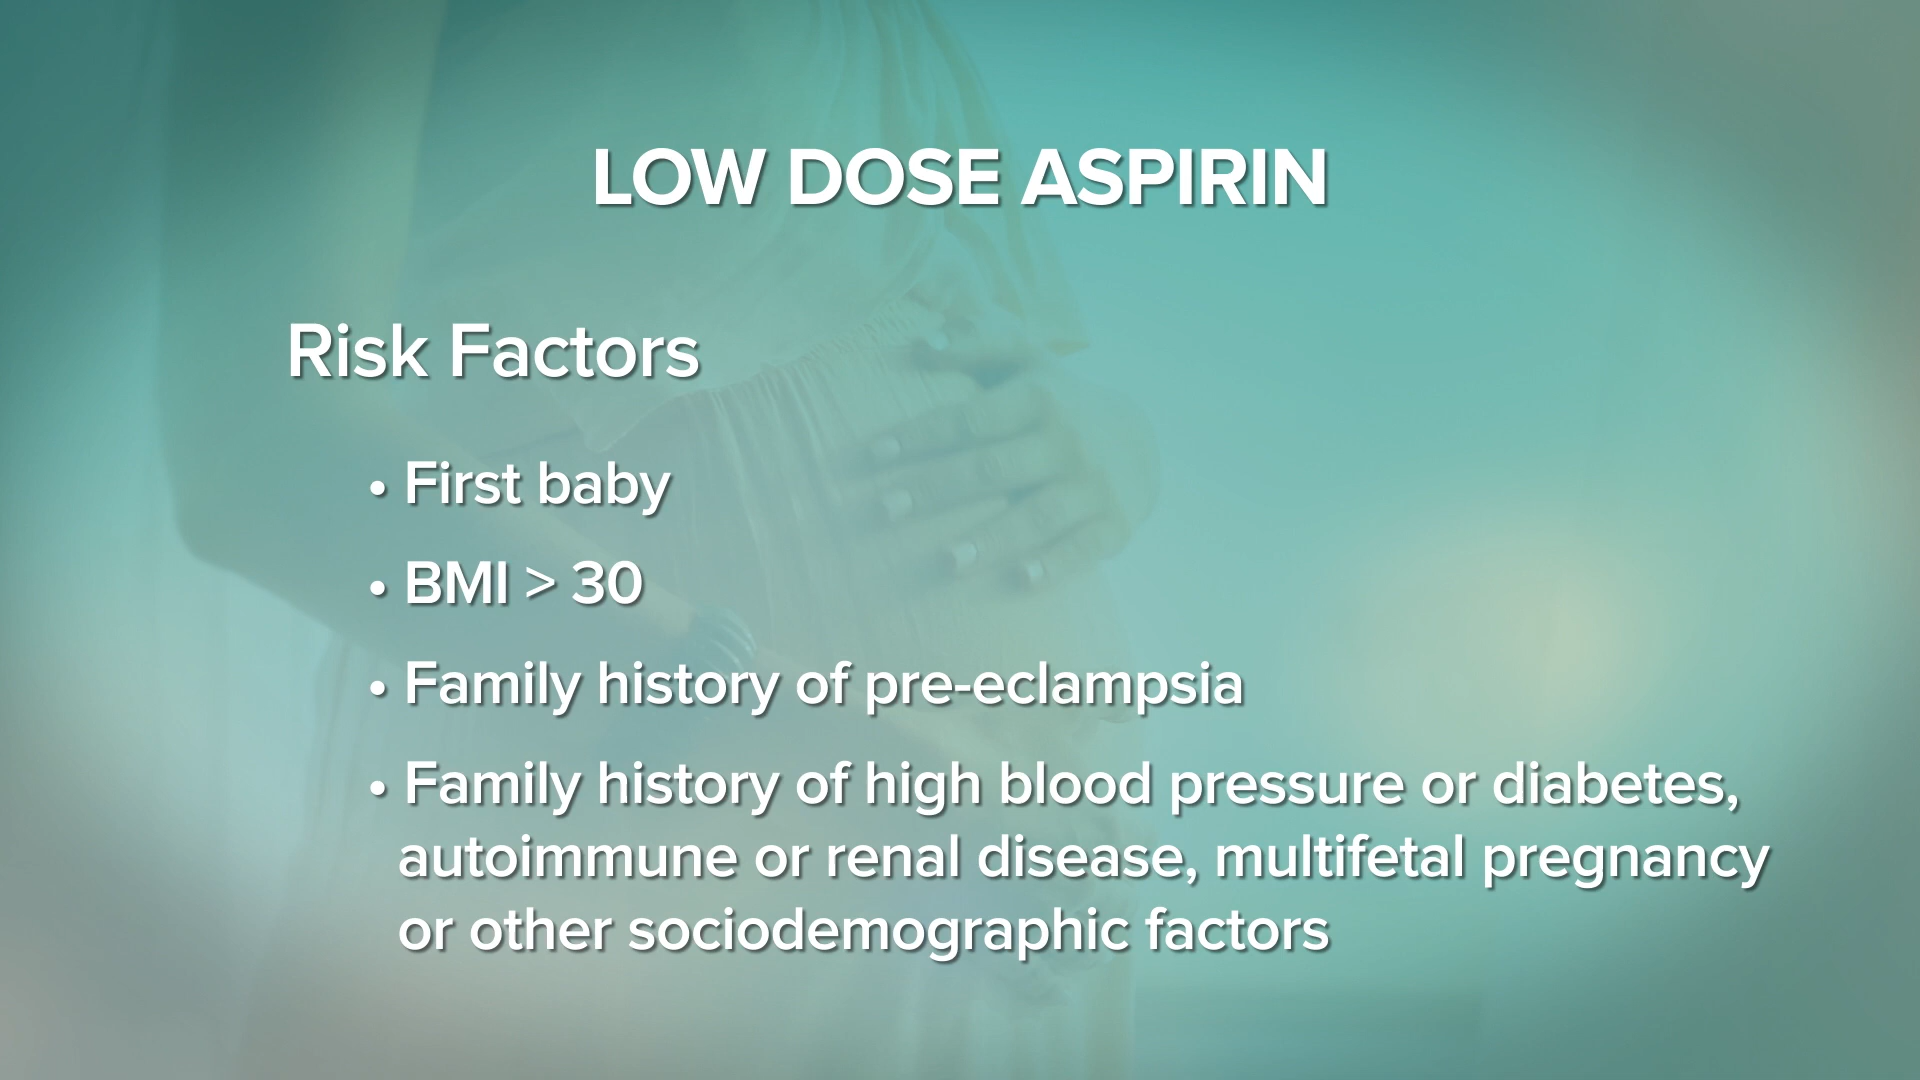 LOW DOSE ASPIRIN
Risk Factors
• First baby
• BMI > 30
• Family history of pre-eclampsia
• Family history of high blood pressure or diabetes,
autoimmune or renal disease, multifetal pregnancy
or other sociodemographic factors